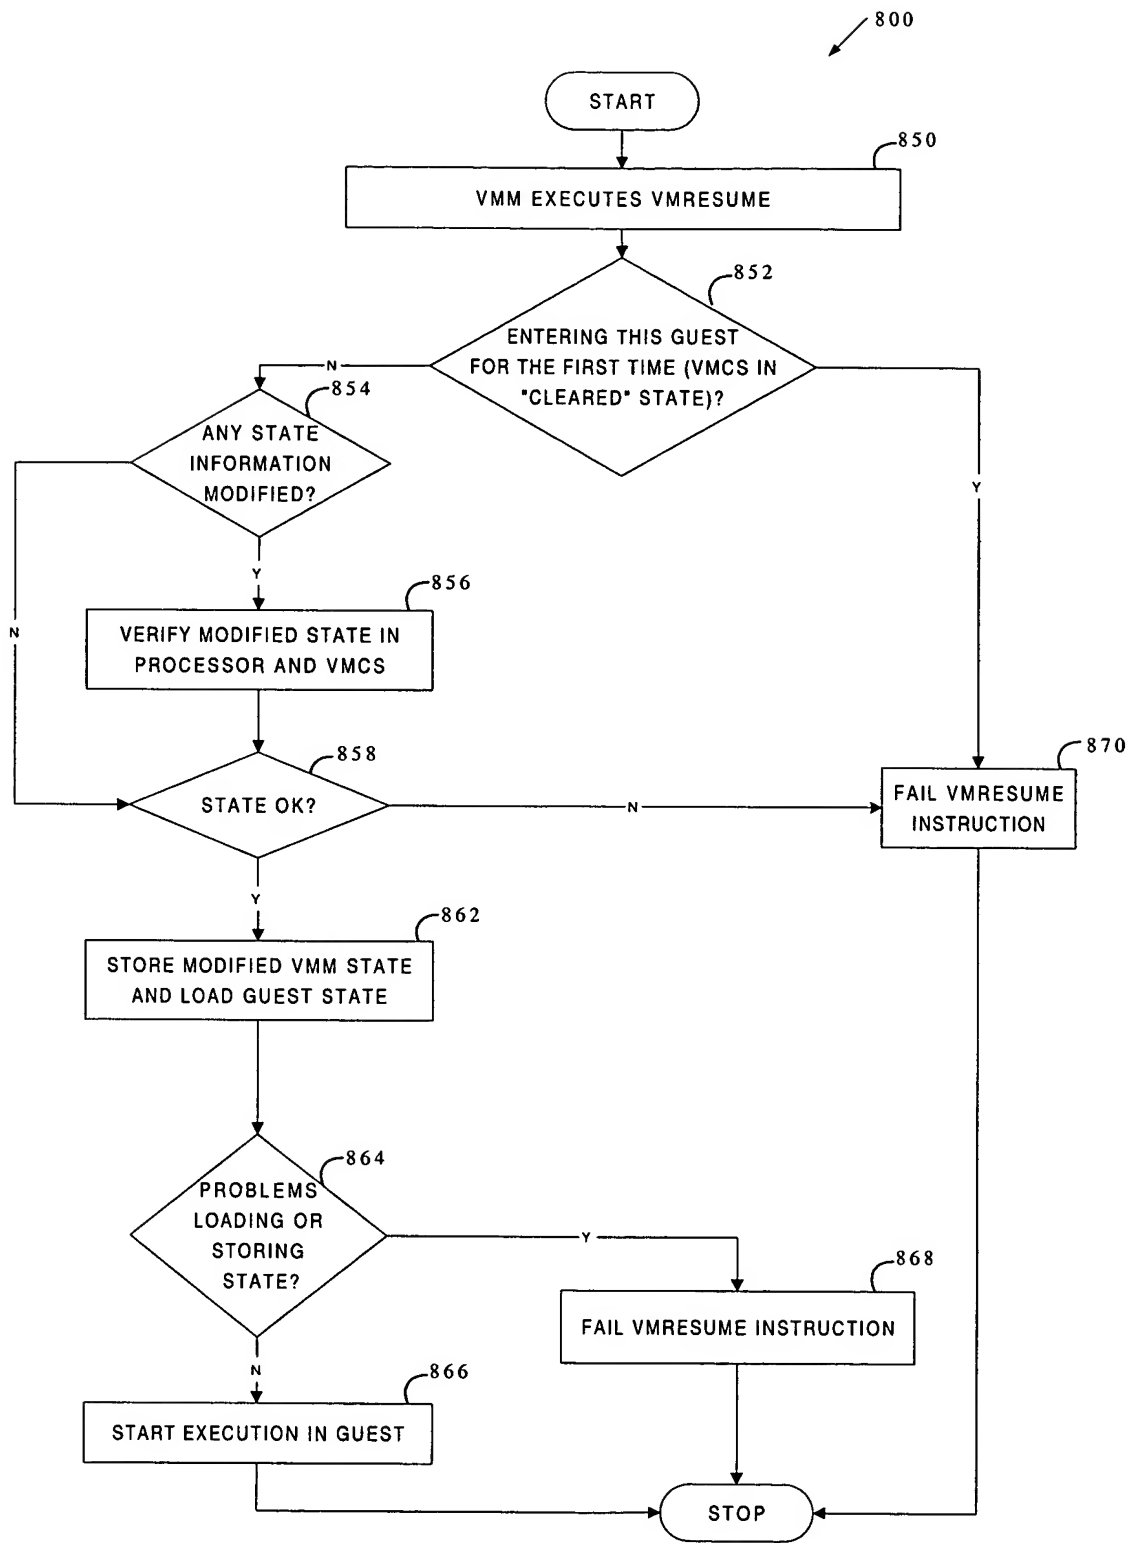 800
START
850
VMM EXECUTES VMRESUME
852
ENTERING THIS GUEST
FOR THE FIRST TIME (VMCS IN
"CLEARED" STATE)?
N
854
ANY STATE
INFORMATION
MODIFIED?
Y
Y
856
N
VERIFY MODIFIED STATE IN
PROCESSOR AND VMCS
858
STATE OK?
N
870
FAIL VMRESUME
INSTRUCTION
Y
862
STORE MODIFIED VMM STATE
AND LOAD GUEST STATE
864
PROBLEMS
LOADING OR
STORING
STATE?
Y
868
FAIL VMRESUME INSTRUCTION
N
866
START EXECUTION IN GUEST
STOP